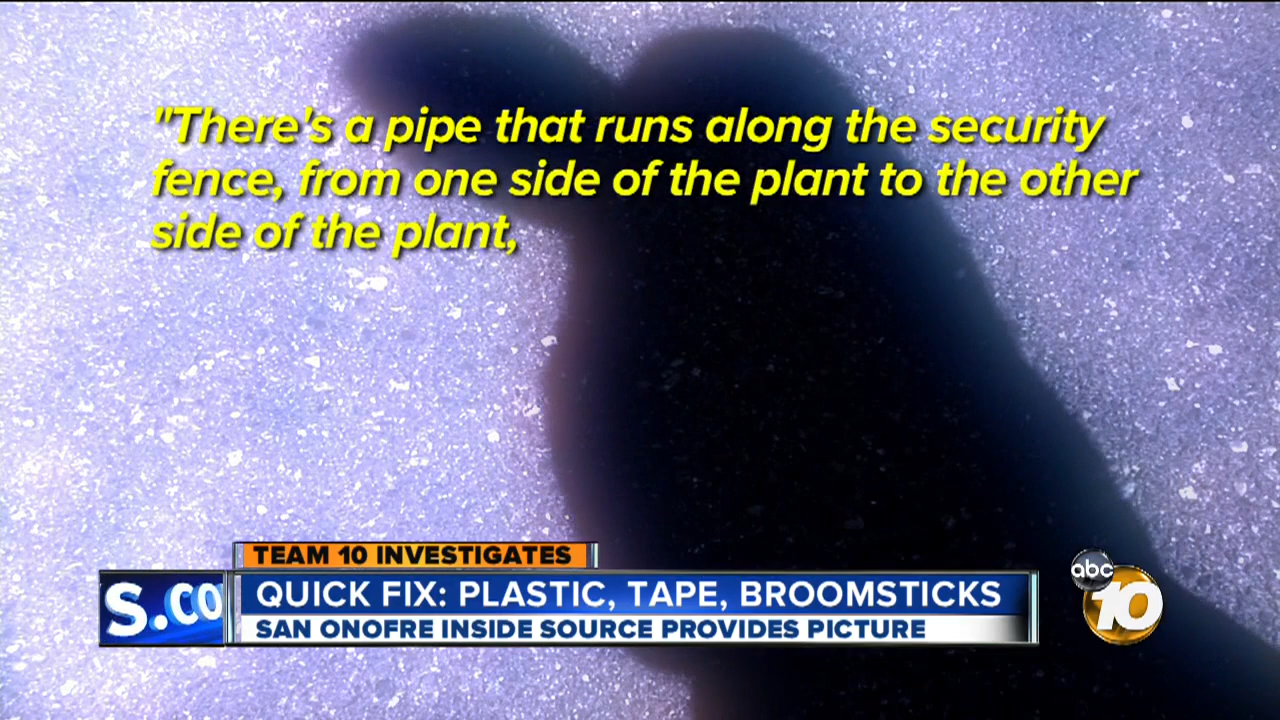 "There's a pipe that runs along the security
fence, from one side of the plant to the other
side of the plant,
TEAM 10 INVESTIGATES
S.CO
QUICK FIX: PLASTIC, TAPE, BROOMSTICKS
SAN ONOFRE INSIDE SOURCE PROVIDES PICTURE
abc
10